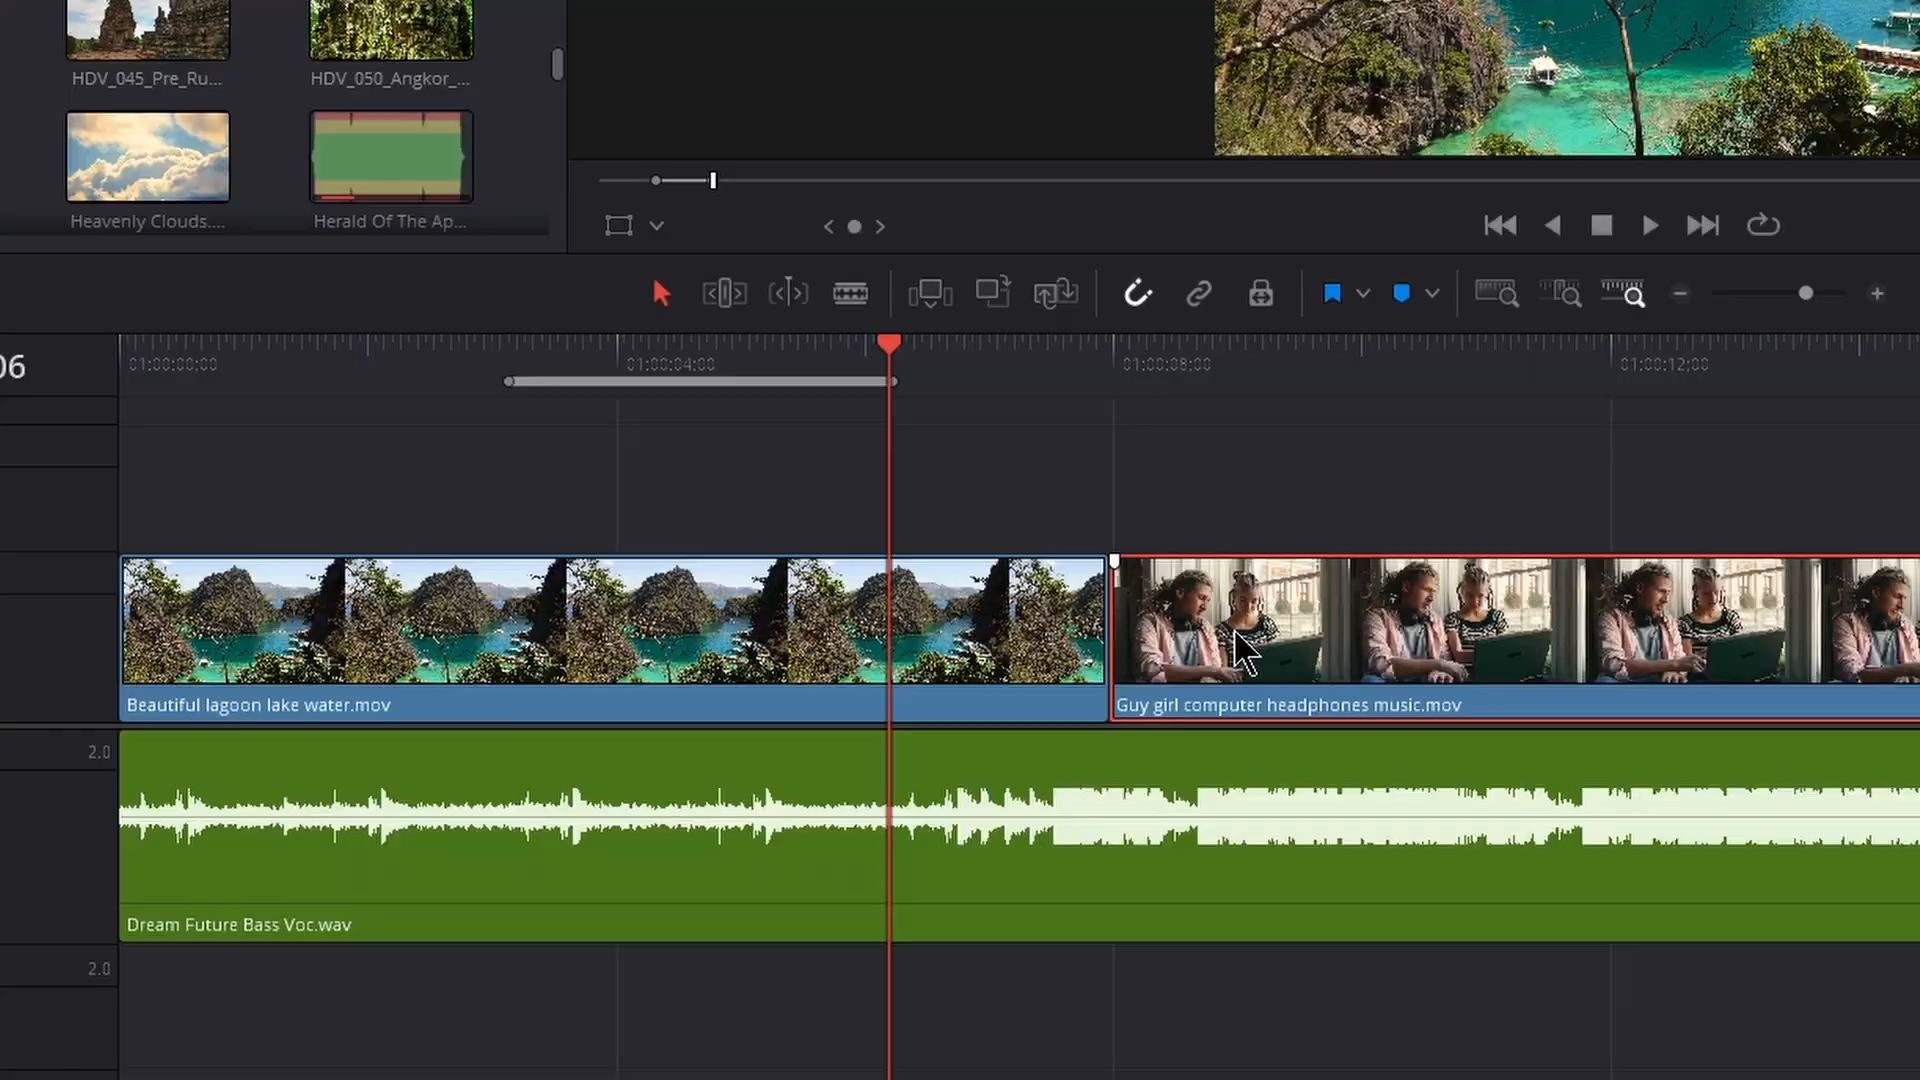 HDV_045_Pre_Ru...
HDV_050_Angkor_...
Heavenly Clouds....
Herald Of The Ap...
06
01:00:00;00
01:00:04;00
01:00:08;00
01:00:12;00
Beautiful lagoon lake water.mov
Guy girl computer headphones music.mov
2.0
Dream Future Bass Voc.wav
2.0